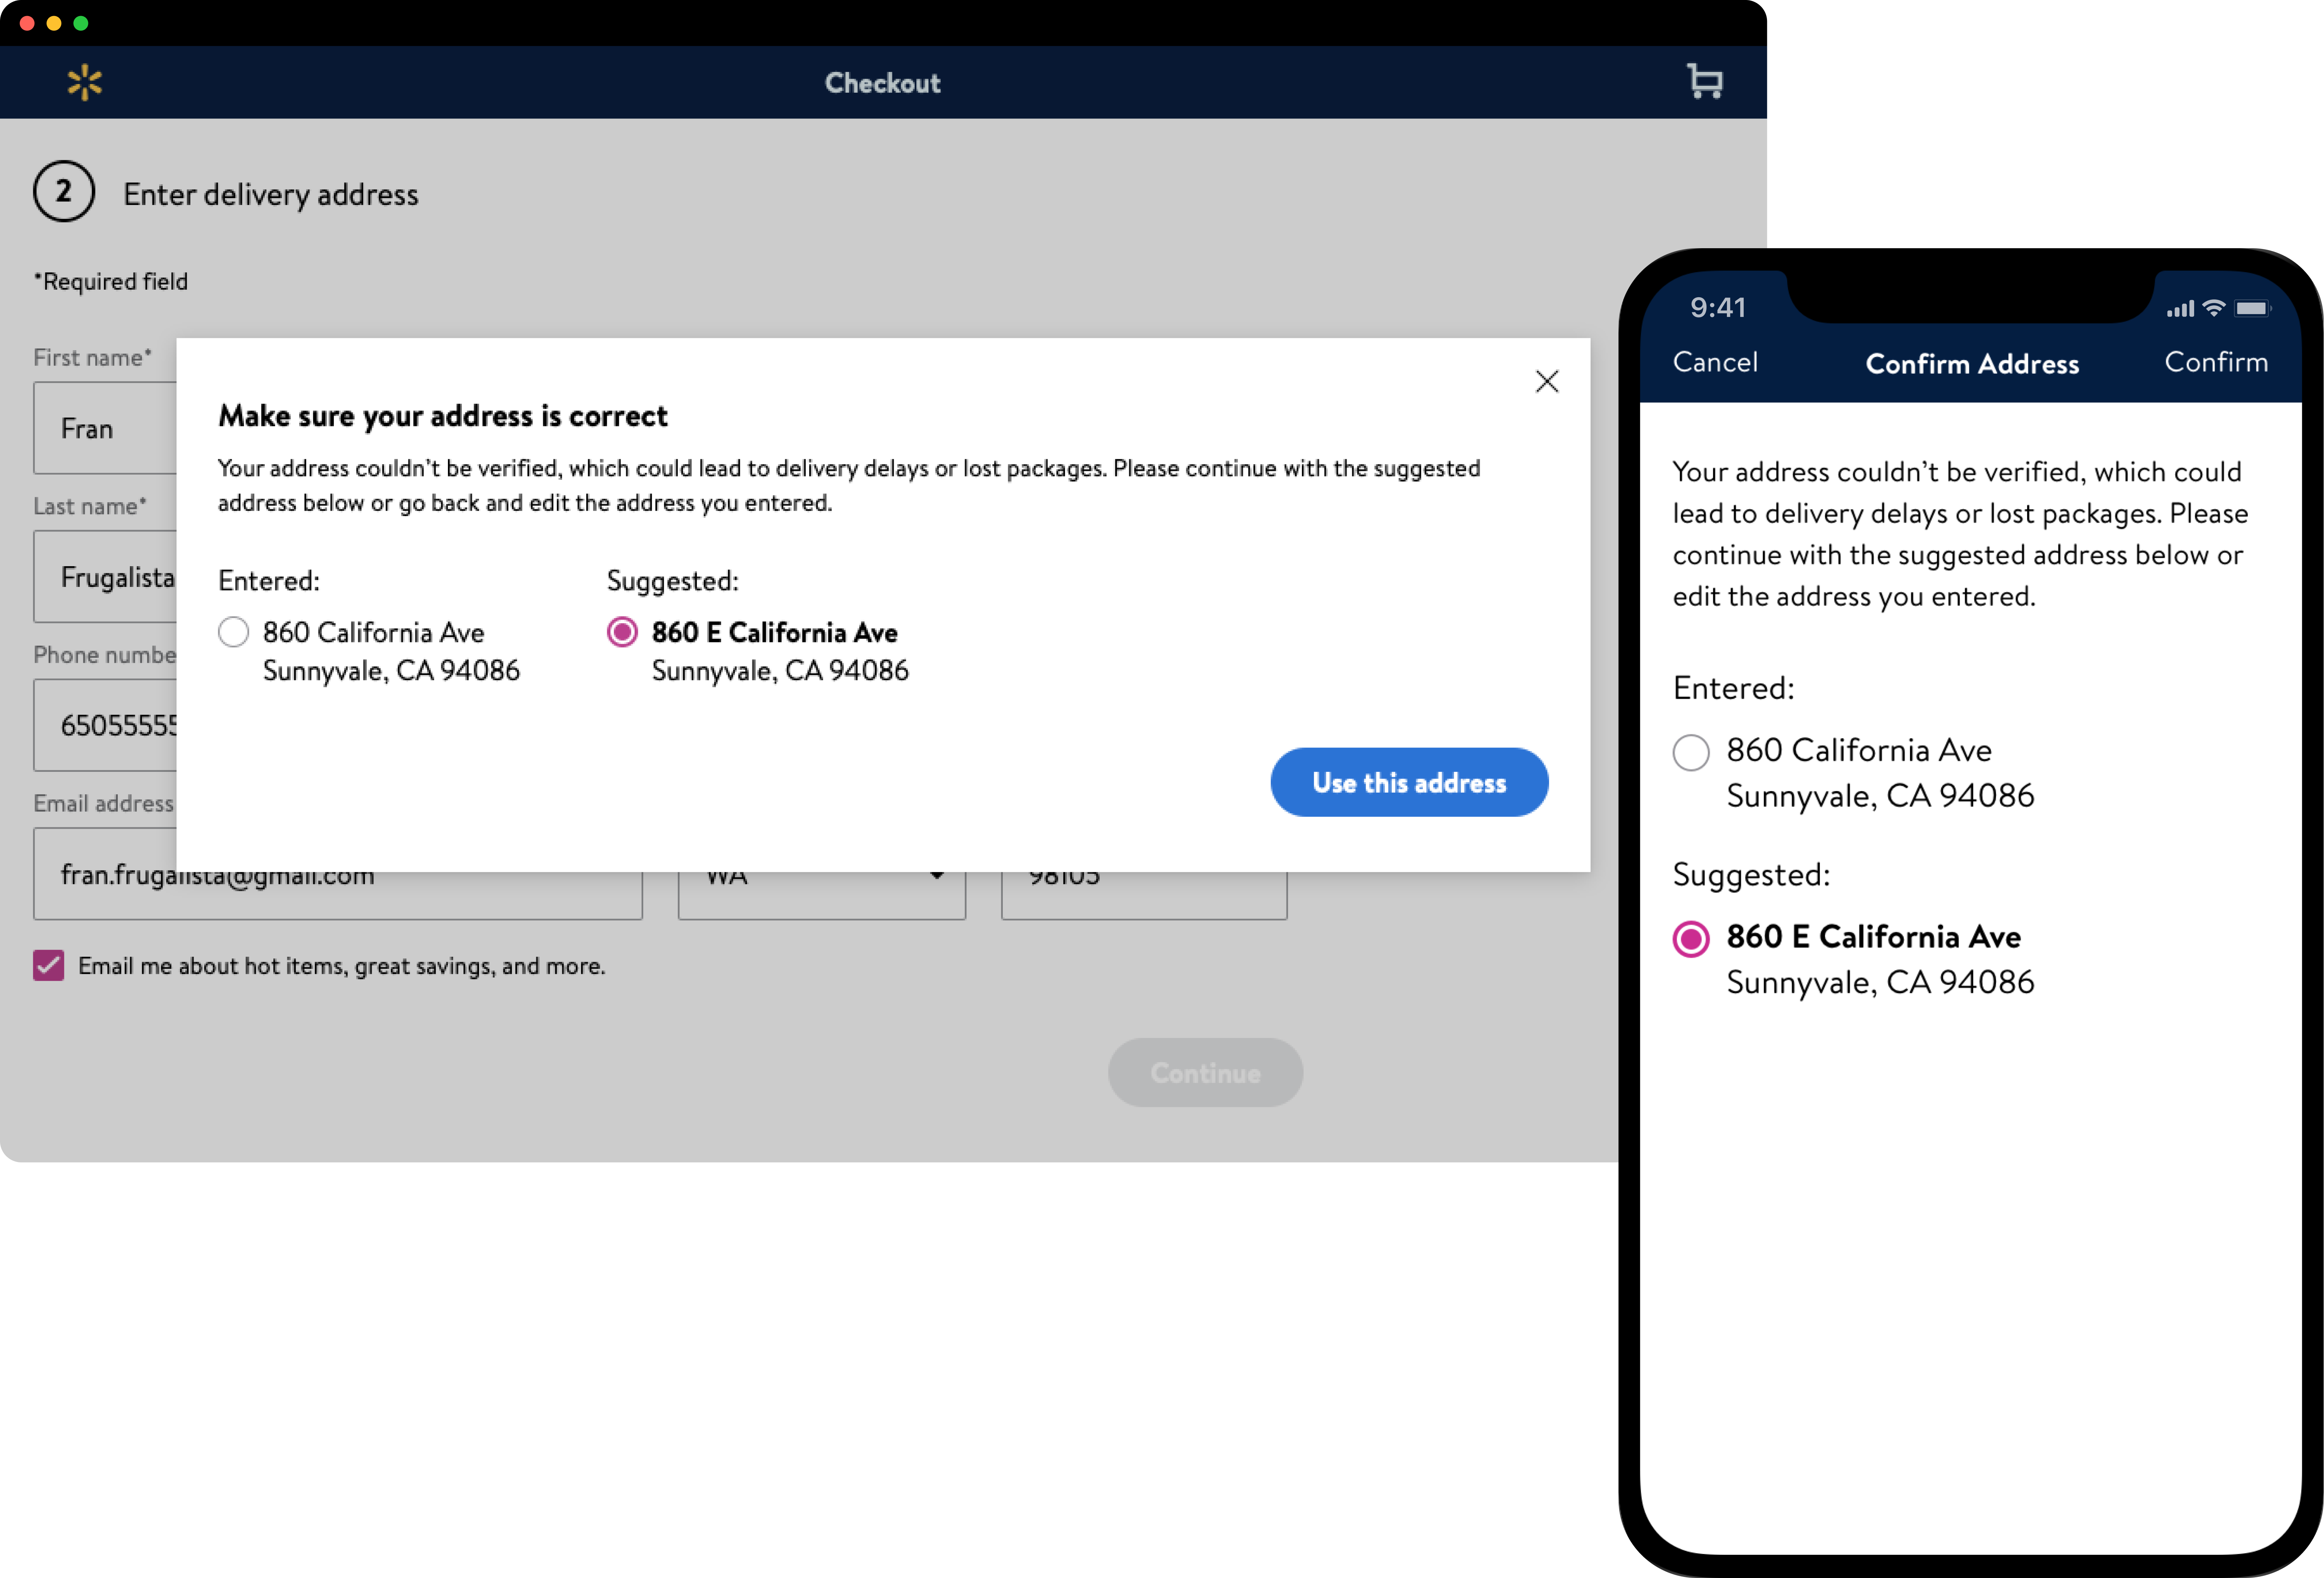 Checkout
2 Enter delivery address
*Required field
First name*
Fran
Last name*
Frugalista
Phone
65055555
Email address
fran.frugalista@gmail.com
WA
98105
Email me about hot items, great savings, and more.
Continue
Make sure your address is correct
Your address couldn’t be verified, which could lead to delivery delays or lost packages. Please continue with the suggested
address below or go back and edit the address you entered.
Entered:
860 California Ave
Sunnyvale, CA 94086
Suggested:
860 E California Ave
Sunnyvale, CA 94086
Use this address
9:41
Cancel Confirm Address Confirm
Your address couldn’t be verified, which could
lead to delivery delays or lost packages. Please
continue with the suggested address below or
edit the address you entered.
Entered:
860 California Ave
Sunnyvale, CA 94086
Suggested:
860 E California Ave
Sunnyvale, CA 94086